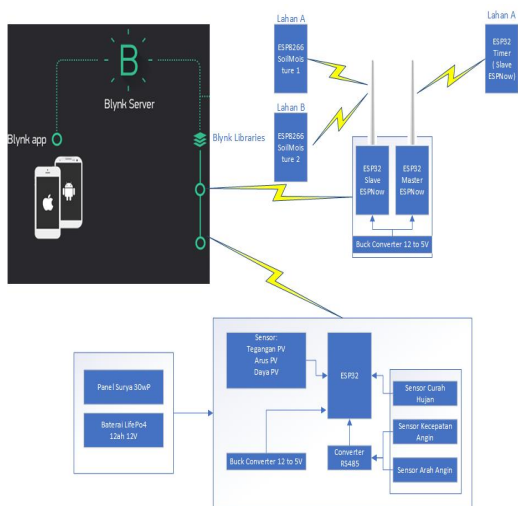 Lahan A
ESP8266
SoilMois
ture 1
Lahan A
ESP32
Timer
( Slave
ESPNow)
B
Blynk Server
Blynk app
Blynk Libraries
Lahan B
ESP8266
SoilMois
ture 2
ESP32
Slave
ESPNow
ESP32
Master
ESPNow
Buck Converter 12 to 5V
Panel Surya 30wP
Baterai LifePo4
12ah 12V
Sensor:
Tegangan PV
Arus PV
Daya PV
ESP32
Sensor Curah
Hujan
Sensor Kecepatan
Angin
Sensor Arah Angin
Buck Converter 12 to 5V
Converter
RS485